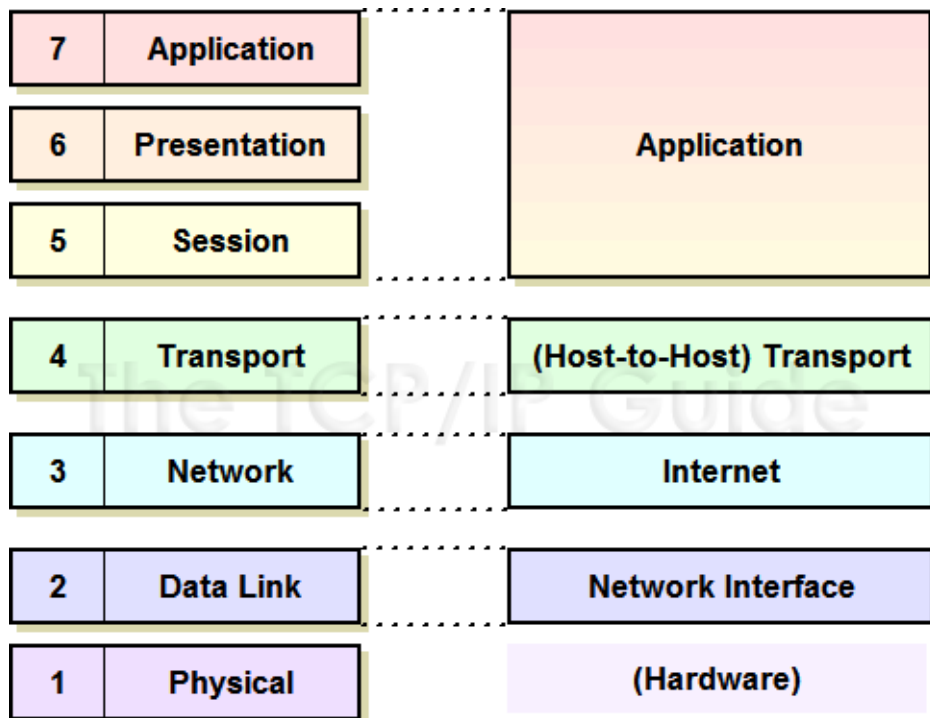 7 Application
6 Presentation
5 Session
Application
4 Transport
(Host-to-Host) Transport
The TCP/IP Guide
3 Network
Internet
2 Data Link
Network Interface
1 Physical
(Hardware)